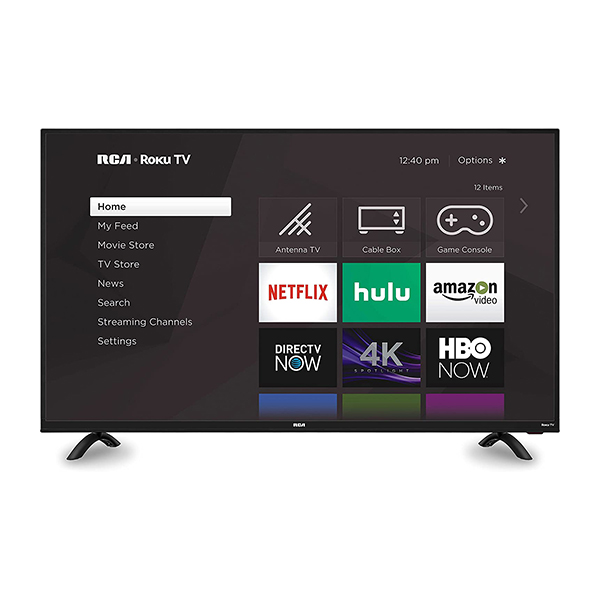 RCA • Roku TV
12:40 pm
Options *
12 Items
Home
My Feed
Movie Store
TV Store
News
Search
Streaming Channels
Settings
Antenna TV
Cable Box
Game Console
NETFLIX
hulu
amazon
video
DIRECTV
NOW
4K
SPOTLIGHT
HBO
NOW
RCA
Roku TV